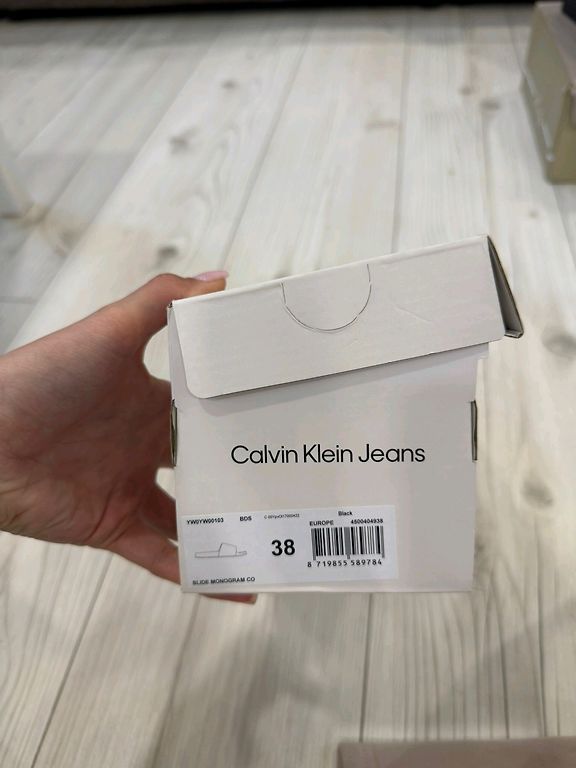 Calvin Klein Jeans
YW0YW00103 BDS Black
EUROPE 4500404938
38
8 719855 589784
SLIDE MONOGRAM CO